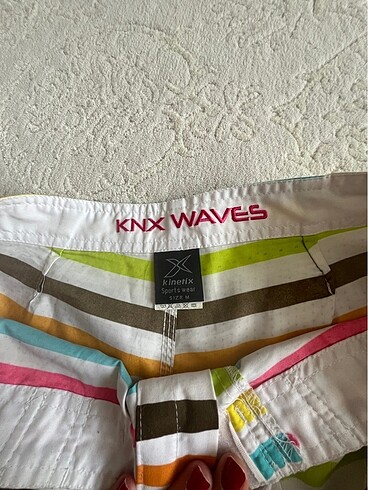 KNX WAVES
kinetix
Sports wear
SIZE M